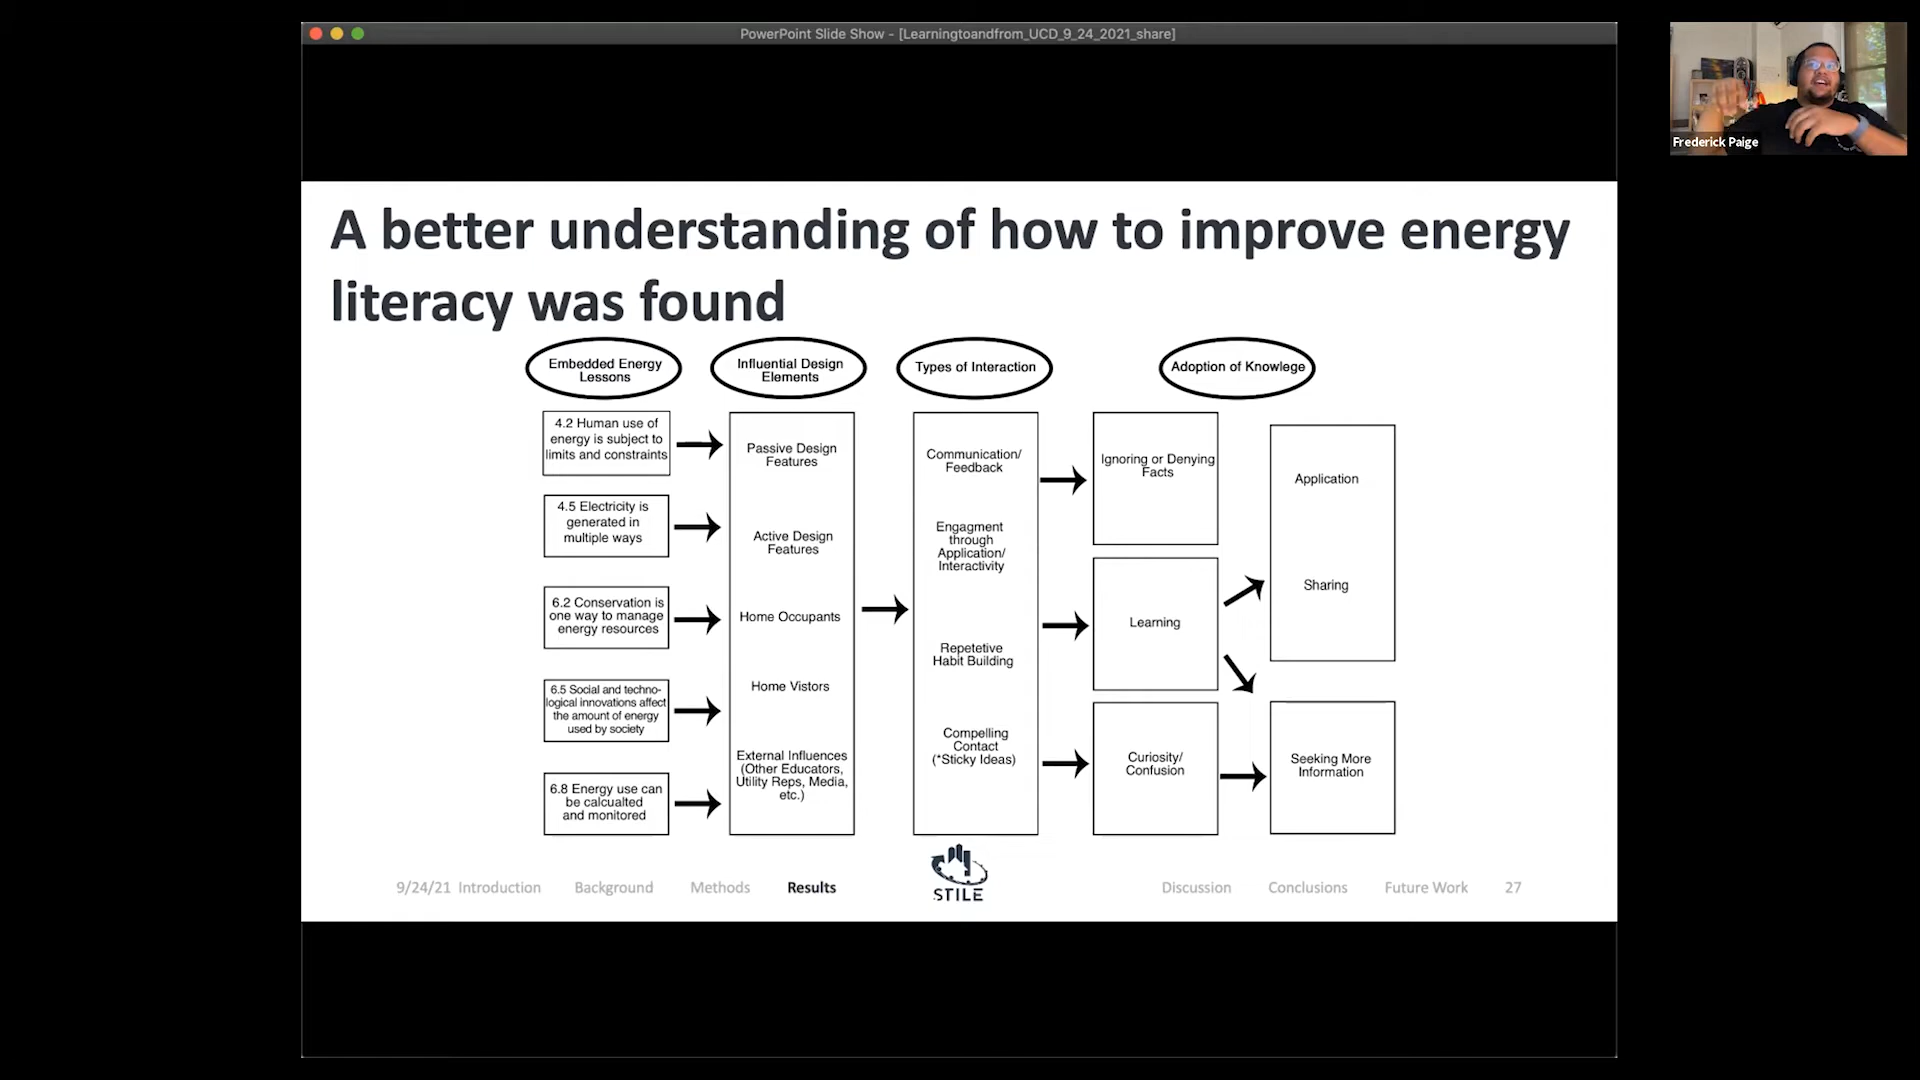 PowerPoint Slide Show - [Learningtoandfrom_UCD_9_24_2021_share]
Frederick Paige
A better understanding of how to improve energy
literacy was found
Embedded Energy
Lessons
Influential Design
Elements
Types of Interaction
Adoption of Knowlege
4.2 Human use of
energy is subject to
limits and constraints
4.5 Electricity is
generated in
multiple ways
6.2 Conservation is
one way to manage
energy resources
6.5 Social and techno-
logical innovations affect
the amount of energy
used by society
6.8 Energy use can
be calcualted
and monitored
Passive Design
Features
Active Design
Features
Home Occupants
Home Vistors
External Influences
(Other Educators,
Utility Reps, Media,
etc.)
Communication/
Feedback
Engagment
through
Application/
Interactivity
Repetetive
Habit Building
Compelling
Contact
(*Sticky Ideas)
Ignoring or Denying
Facts
Learning
Curiosity/
Confusion
Application
Sharing
Seeking More
Information
9/24/21 Introduction Background Methods Results
STILE
Discussion Conclusions Future Work 27